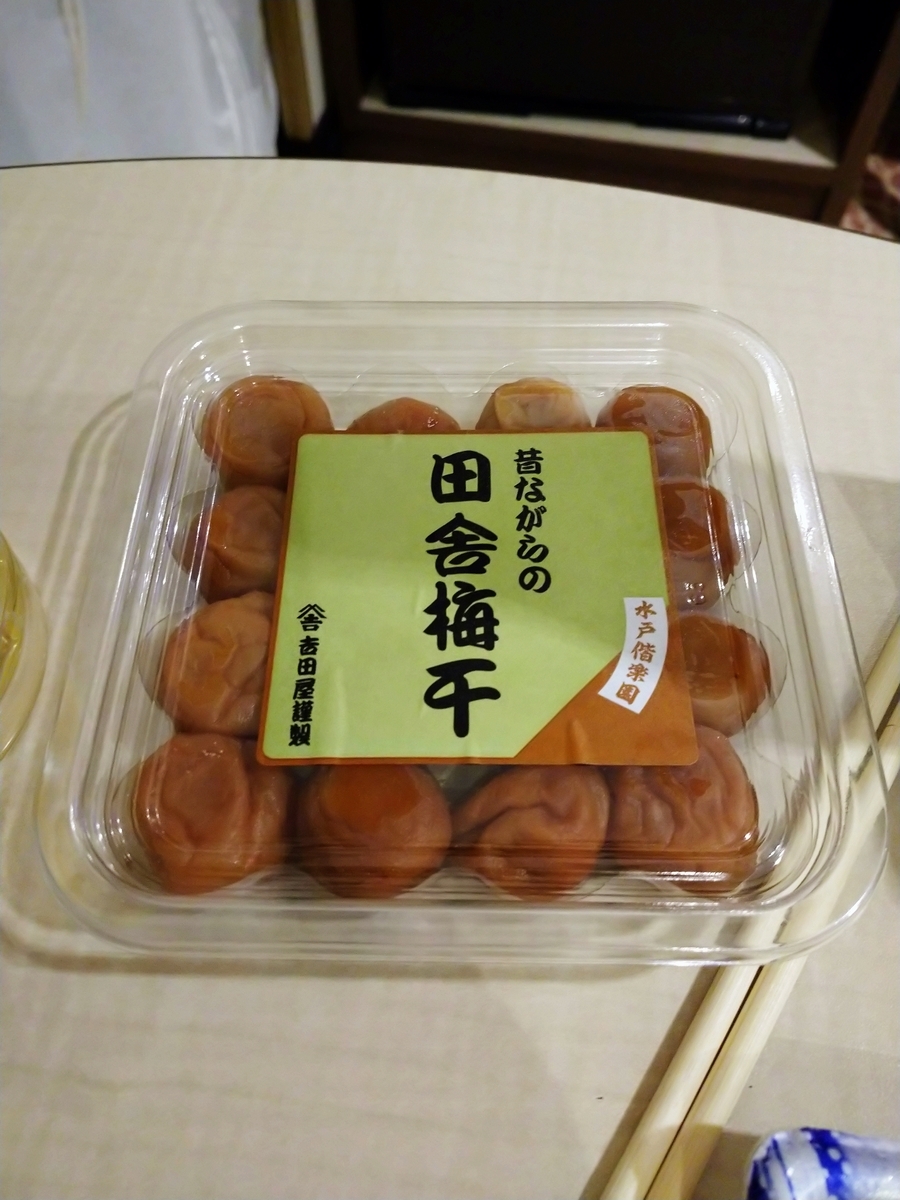 昔ながらの
田舎梅干
水戸偕楽園
舎 吉田屋謹製